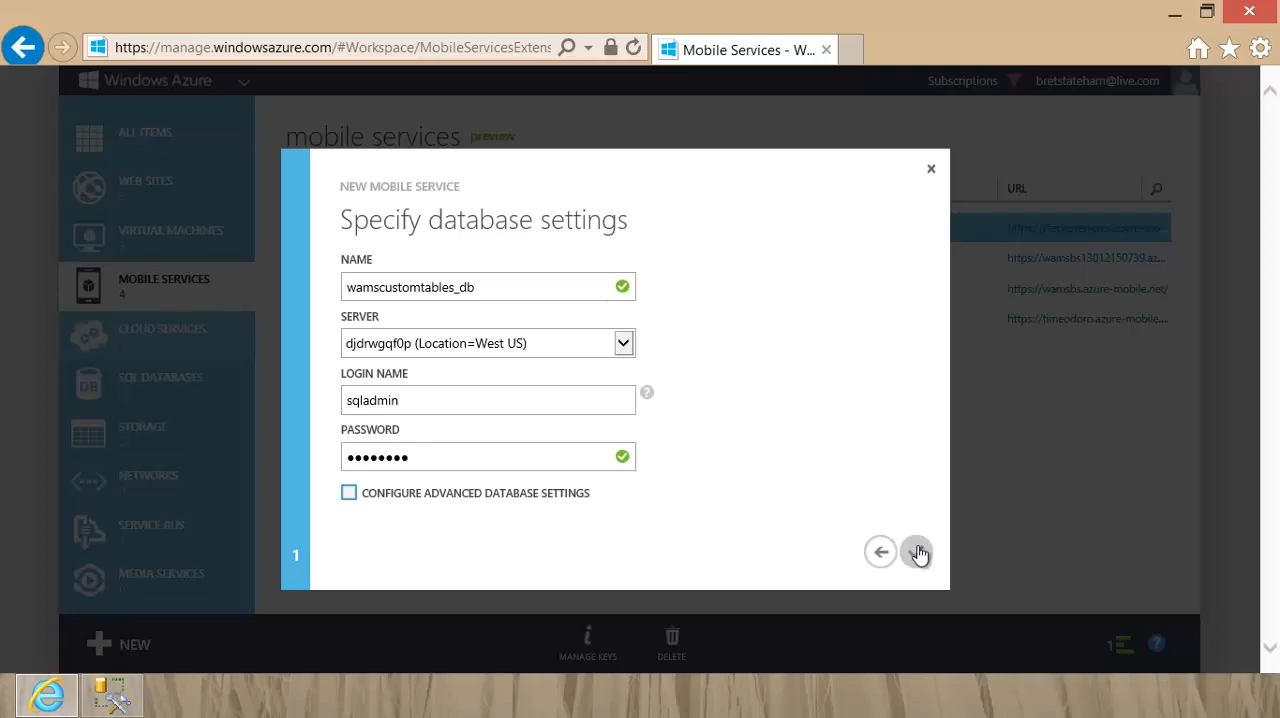 https://manage.windowsazure.com/#Workspace/MobileServicesExtens
Mobile Services - W...
Windows Azure
Subscriptions
bretstateham@live.com
ALL ITEMS
WEB SITES
VIRTUAL MACHINES
MOBILE SERVICES
4
CLOUD SERVICES
SQL DATABASES
DB
STORAGE
NETWORKS
SERVICE BUS
MEDIA SERVICES
mobile services preview
URL
https://wamsbs13012150739.az...
https://wamsbs.azure-mobile.net/
https://timeodoro.azure-mobile....
NEW MOBILE SERVICE
Specify database settings
NAME
wamscustomtables_db
SERVER
djdrwgqf0p (Location=West US)
LOGIN NAME
sqladmin
?
PASSWORD
CONFIGURE ADVANCED DATABASE SETTINGS
1
NEW
MANAGE KEYS
DELETE
1
?